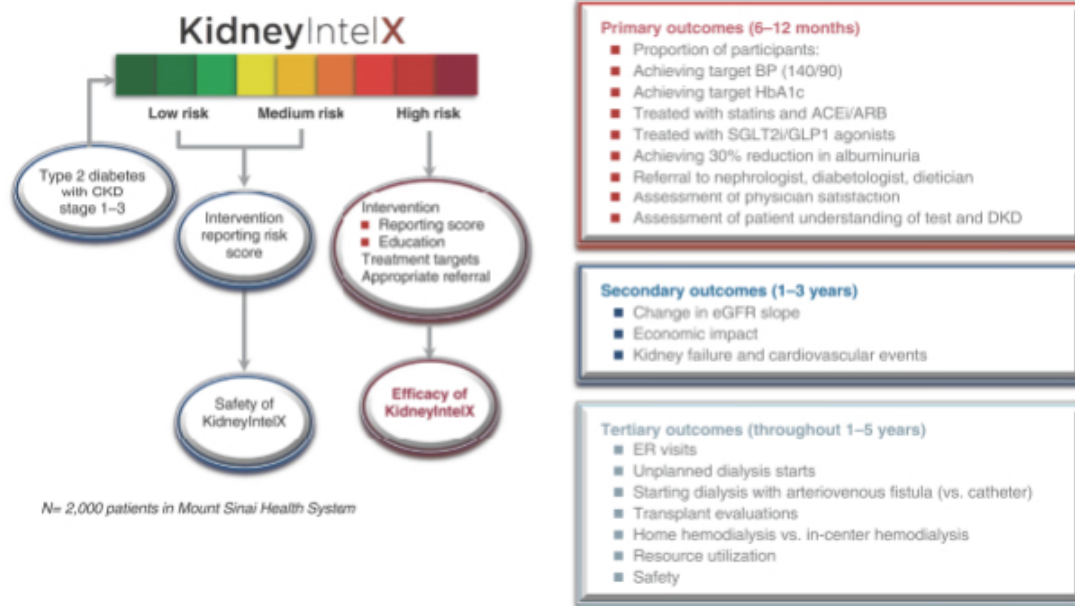 KidneyIntelX
Low risk
Medium risk
High risk
Type 2 diabetes
with CKD
stage 1–3
Intervention
reporting risk
score
Intervention
Reporting score
Education
Treatment targets
Appropriate referral
Safety of
KidneyIntelX
Efficacy of
KidneyIntelX
N= 2,000 patients in Mount Sinai Health System
Primary outcomes (6–12 months)
Proportion of participants:
Achieving target BP (140/90)
Achieving target HbA1c
Treated with statins and ACEi/ARB
Treated with SGLT2i/GLP1 agonists
Achieving 30% reduction in albuminuria
Referral to nephrologist, diabetologist, dietician
Assessment of physician satisfaction
Assessment of patient understanding of test and DKD
Secondary outcomes (1–3 years)
Change in eGFR slope
Economic impact
Kidney failure and cardiovascular events
Tertiary outcomes (throughout 1–5 years)
ER visits
Unplanned dialysis starts
Starting dialysis with arteriovenous fistula (vs. catheter)
Transplant evaluations
Home hemodialysis vs. in-center hemodialysis
Resource utilization
Safety